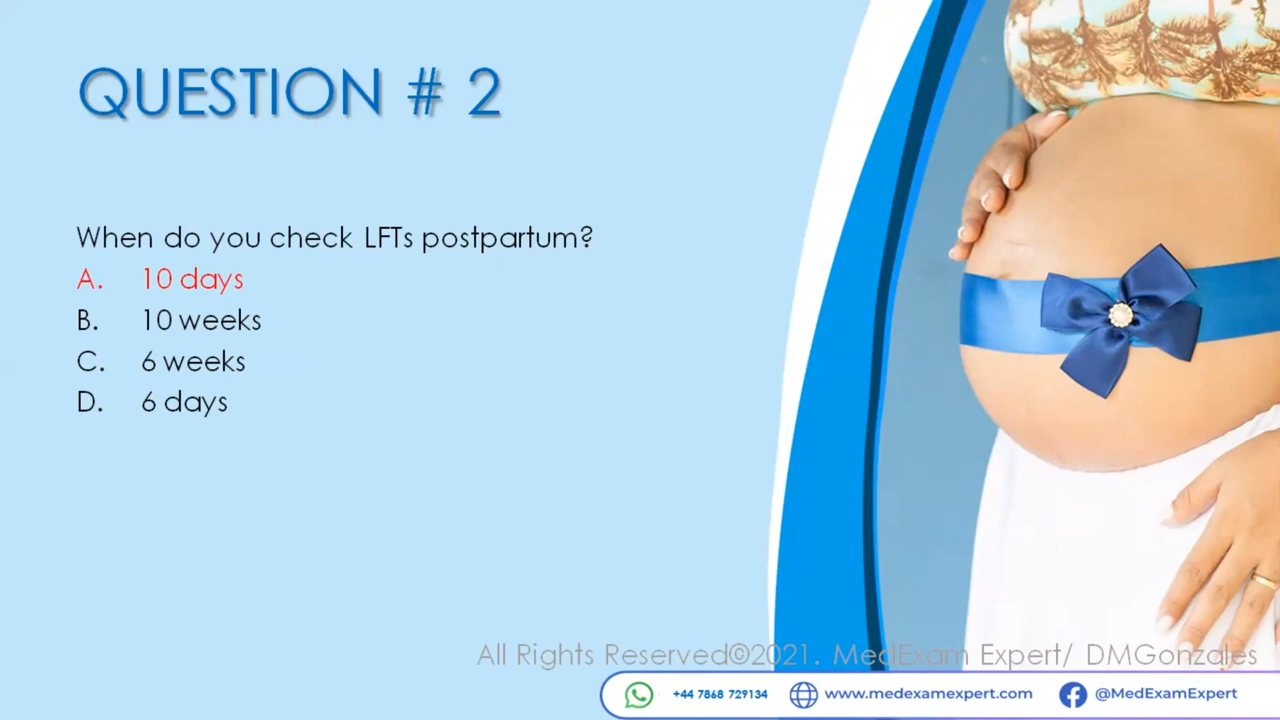 QUESTION # 2
When do you check LFTs postpartum?
A. 10 days
B. 10 weeks
C. 6 weeks
D. 6 days
All Rights Reserved©2021. MedExam Expert/ DMGonzales
+44 7868 729134 www.medexamexpert.com @MedExamExpert